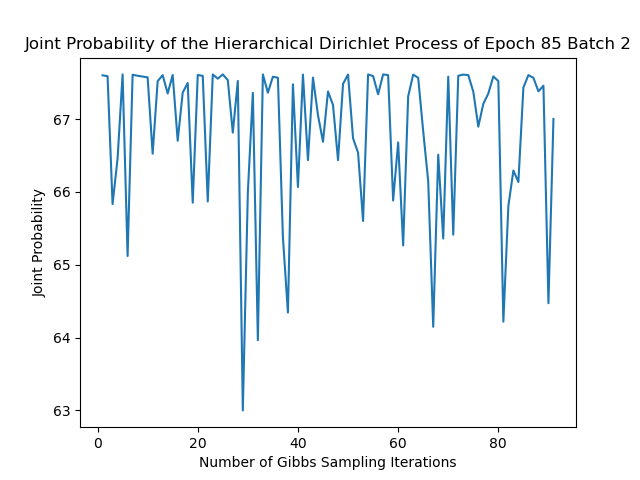 Joint Probability of the Hierarchical Dirichlet Process of Epoch 85 Batch 2
67
66
65
64
63
Joint Probability
0 20 40 60 80
Number of Gibbs Sampling Iterations